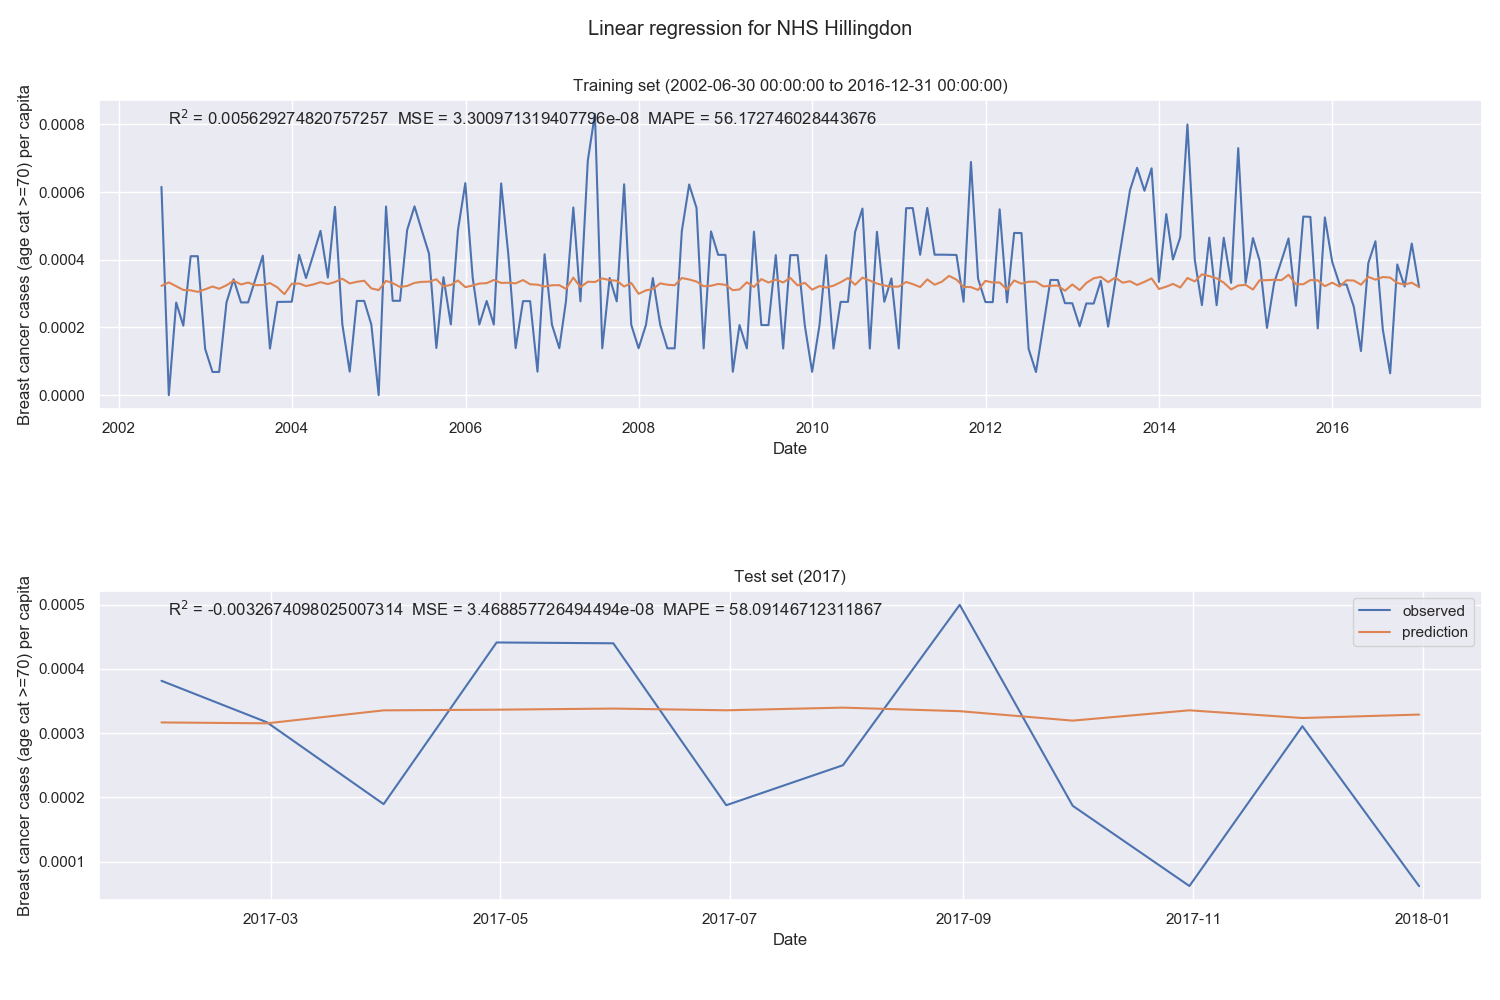 Linear regression for NHS Hillingdon
Training set (2002-06-30 00:00:00 to 2016-12-31 00:00:00)
R² = 0.005629274820757257 MSE = 3.300971319407796e-08 MAPE = 56.172746028443676
Breast cancer cases (age cat >=70) per capita
0.0008
0.0006
0.0004
0.0002
0.0000
2002 2004 2006 2008 2010 2012 2014 2016
Date
Test set (2017)
R² = -0.0032674098025007314 MSE = 3.468857726494494e-08 MAPE = 58.09146712311867
observed
prediction
Breast cancer cases (age cat >=70) per capita
0.0005
0.0004
0.0003
0.0002
0.0001
2017-03 2017-05 2017-07 2017-09 2017-11 2018-01
Date